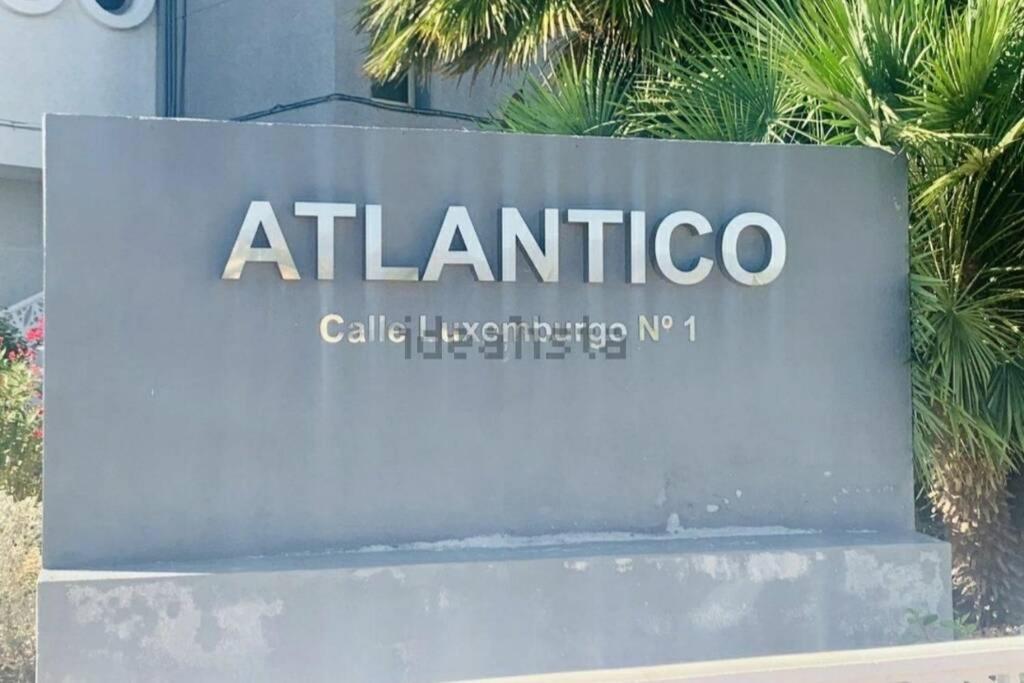 ATLANTICO
Calle Luxemburgo Nº 1
idealista